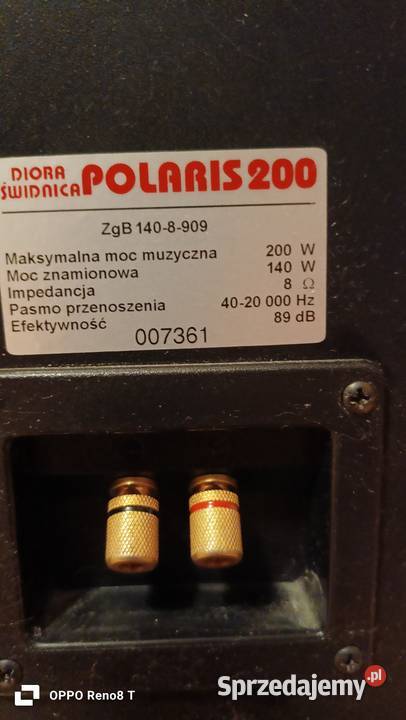 DIORA
ŚWIDNICA
POLARIS 200
ZgB 140-8-909
Maksymalna moc muzyczna 200 W
Moc znamionowa 140 W
Impedancja 8 Ω
Pasmo przenoszenia 40-20 000 Hz
Efektywność 89 dB
007361
OPPO Reno8 T
Sprzedajemy.pl